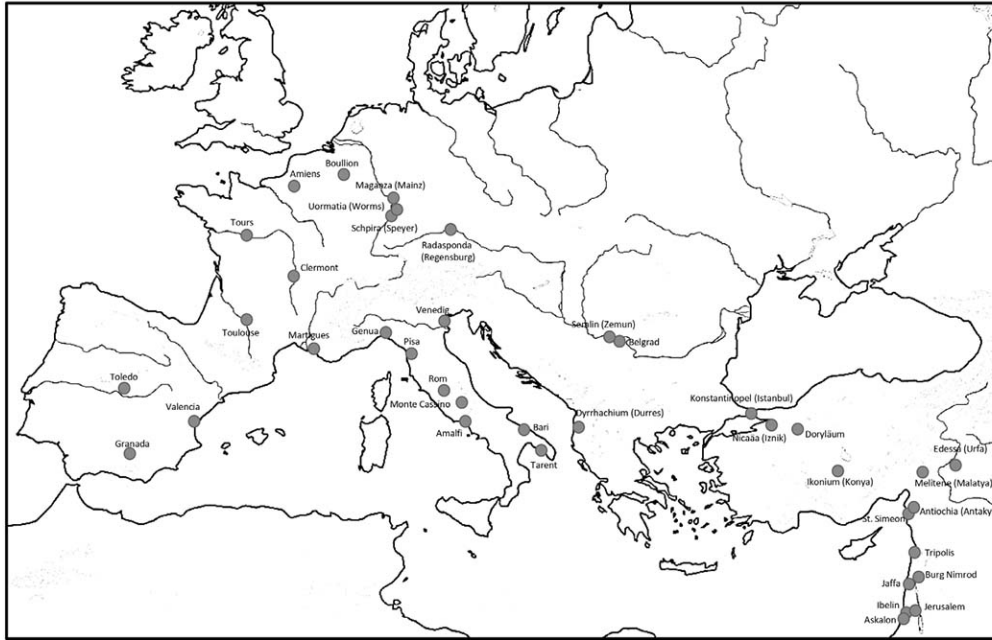 Boullion
Amiens
Maganza (Mainz)
Uormatia (Worms)
Schpira (Speyer)
Tours
Radasponda
(Regensburg)
Clermont
Venedig
Semlin (Zemun)
Toulouse
Martigues
Genua
Belgrad
Pisa
Toledo
Rom
Monte Cassino
Valencia
Konstantinopel (Istanbul)
Dyrrhachium (Durres)
Amalfi
Bari
Nicaäa (Iznik)
Doryläum
Granada
Edessa (Urfa)
Tarent
Ikonium (Konya)
Melitene (Malatya)
Antiochia (Antaky
St. Simeon
Tripolis
Burg Nimrod
Jaffa
Ibelin
Jerusalem
Askalon